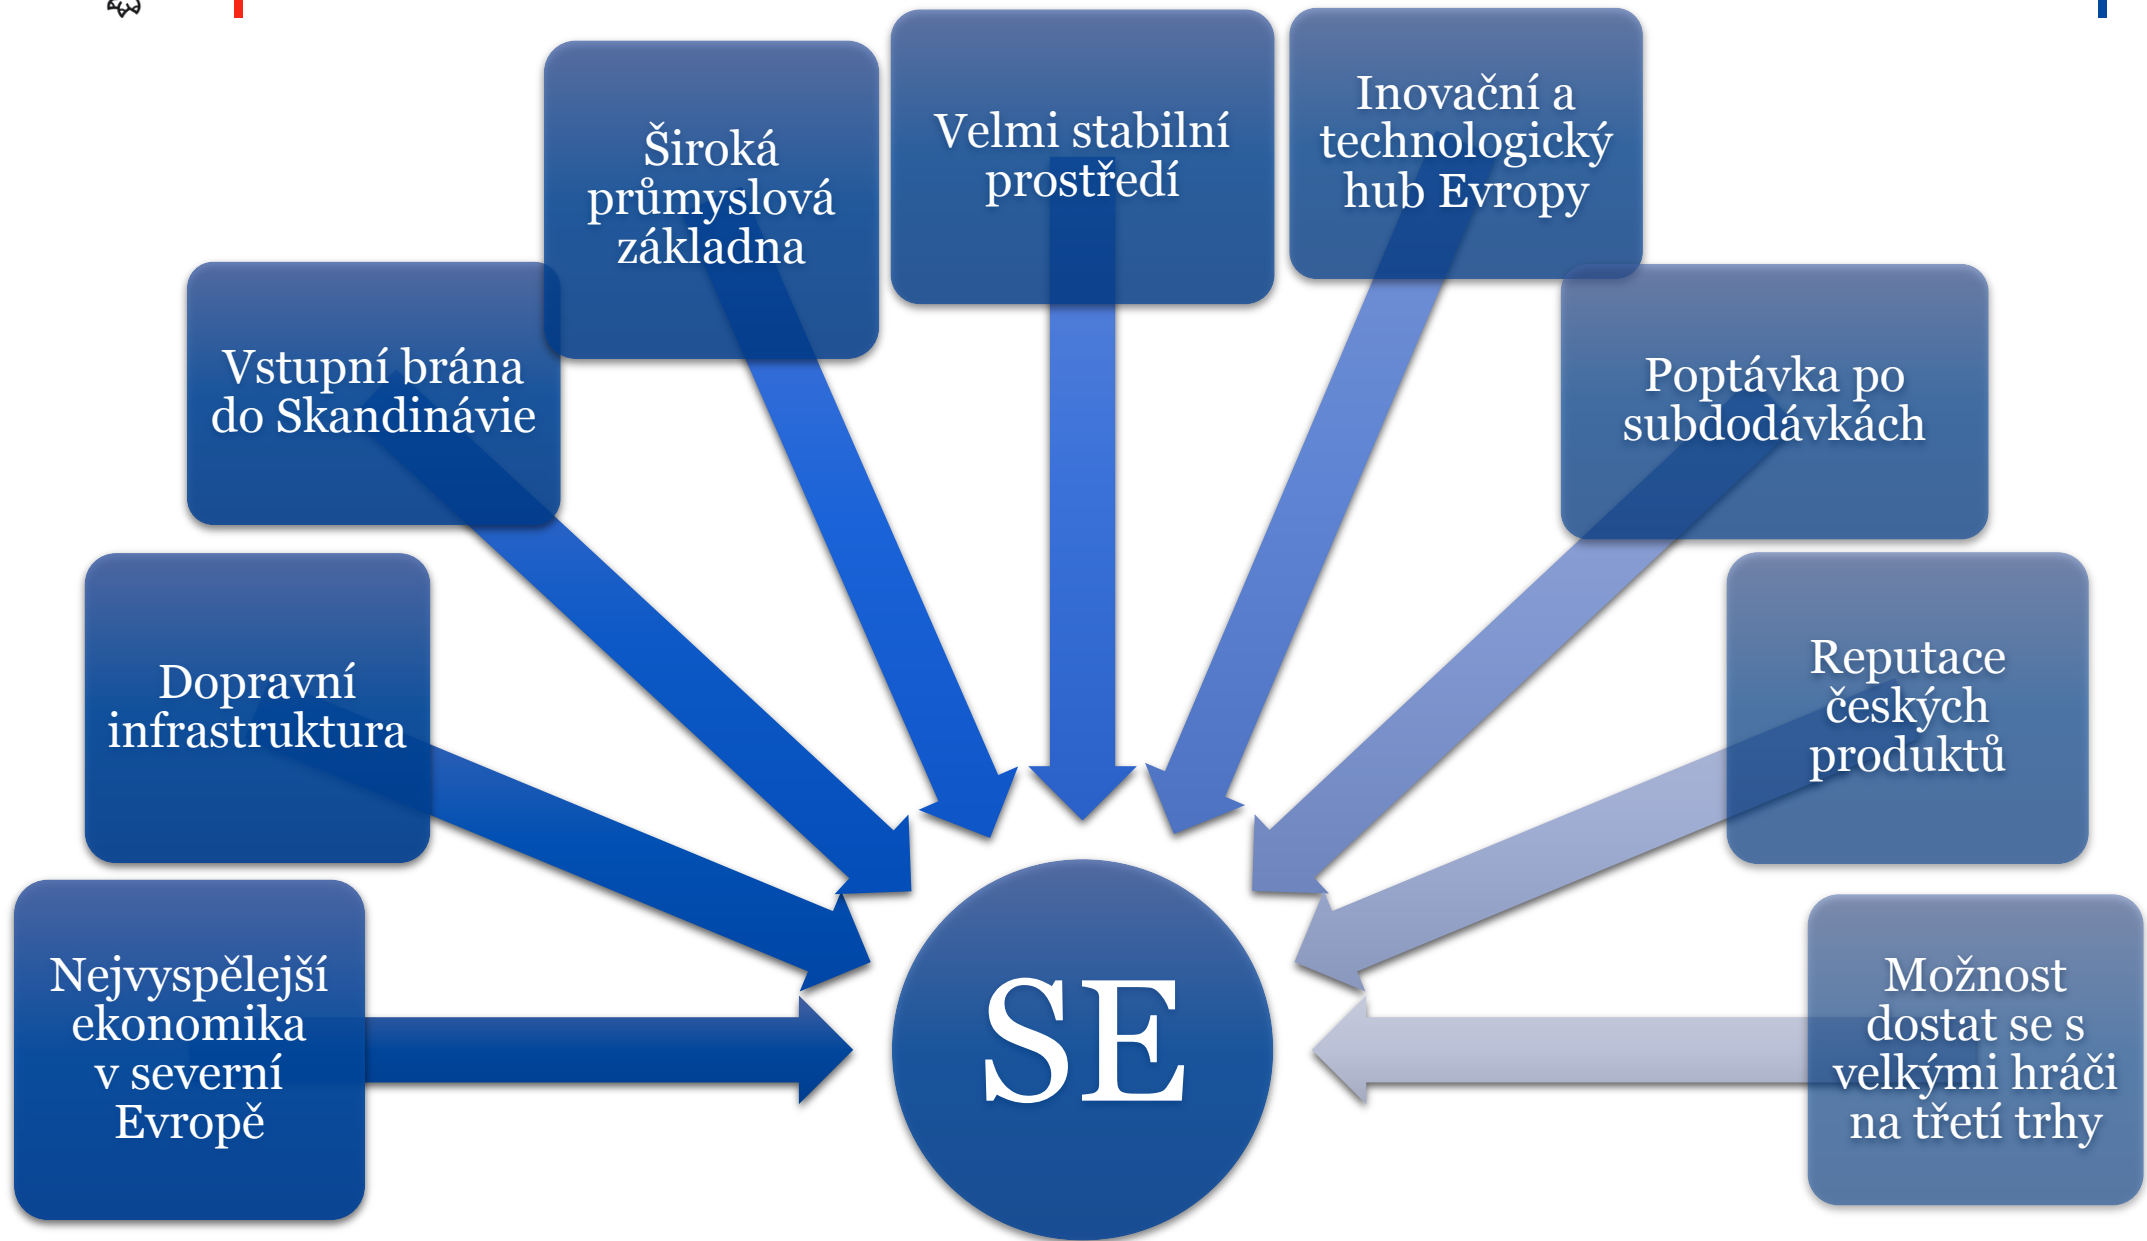 Nejvyspělejší
ekonomika
v severní
Evropě
Dopravní
infrastruktura
Vstupní brána
do Skandinávie
Široká
průmyslová
základna
Velmi stabilní
prostředí
Inovační a
technologický
hub Evropy
Poptávka po
subdodávkách
Reputace
českých
produktů
Možnost
dostat se s
velkými hráči
na třetí trhy
SE